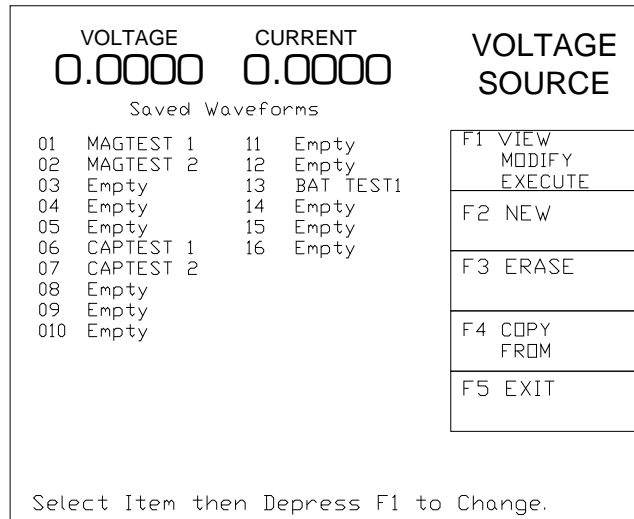 VOLTAGE CURRENT
0.0000 0.0000
VOLTAGE
SOURCE
Saved Waveforms
01 MAGTEST 1
02 MAGTEST 2
03 Empty
04 Empty
05 Empty
06 CAPTEST 1
07 CAPTEST 2
08 Empty
09 Empty
010 Empty
11 Empty
12 Empty
13 BAT TEST1
14 Empty
15 Empty
16 Empty
F1 VIEW
MODIFY
EXECUTE
F2 NEW
F3 ERASE
F4 COPY
FROM
F5 EXIT
Select Item then Depress F1 to Change.